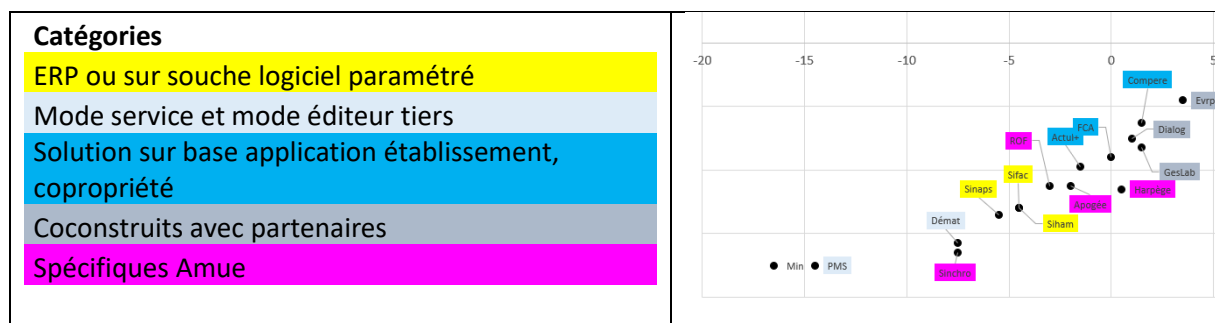 Catégories
ERP ou sur souche logiciel paramétré
Mode service et mode éditeur tiers
Solution sur base application établissement,
copropriété
Coconstruits avec partenaires
Spécifiques Amue
-20 -15 -10 -5 0 5
Compere
Evrp
FCA
Dialog
ROF
Actul+
GesLab
Sifac
Sinaps
Harpège
Apogée
Démat
Siham
Min
PMS
Sinchro